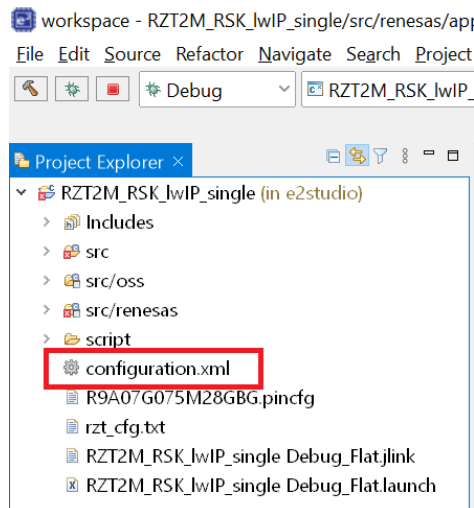 workspace - RZT2M_RSK_lwIP_single/src/renesas/app
File Edit Source Refactor Navigate Search Project
Debug RZT2M_RSK_lwIP_
Project Explorer
RZT2M_RSK_lwIP_single (in e2studio)
Includes
src
src/oss
src/renesas
script
configuration.xml
R9A07G075M28GBG.pincfg
rzt_cfg.txt
RZT2M_RSK_lwIP_single Debug_Flat.jlink
RZT2M_RSK_lwIP_single Debug_Flat.launch